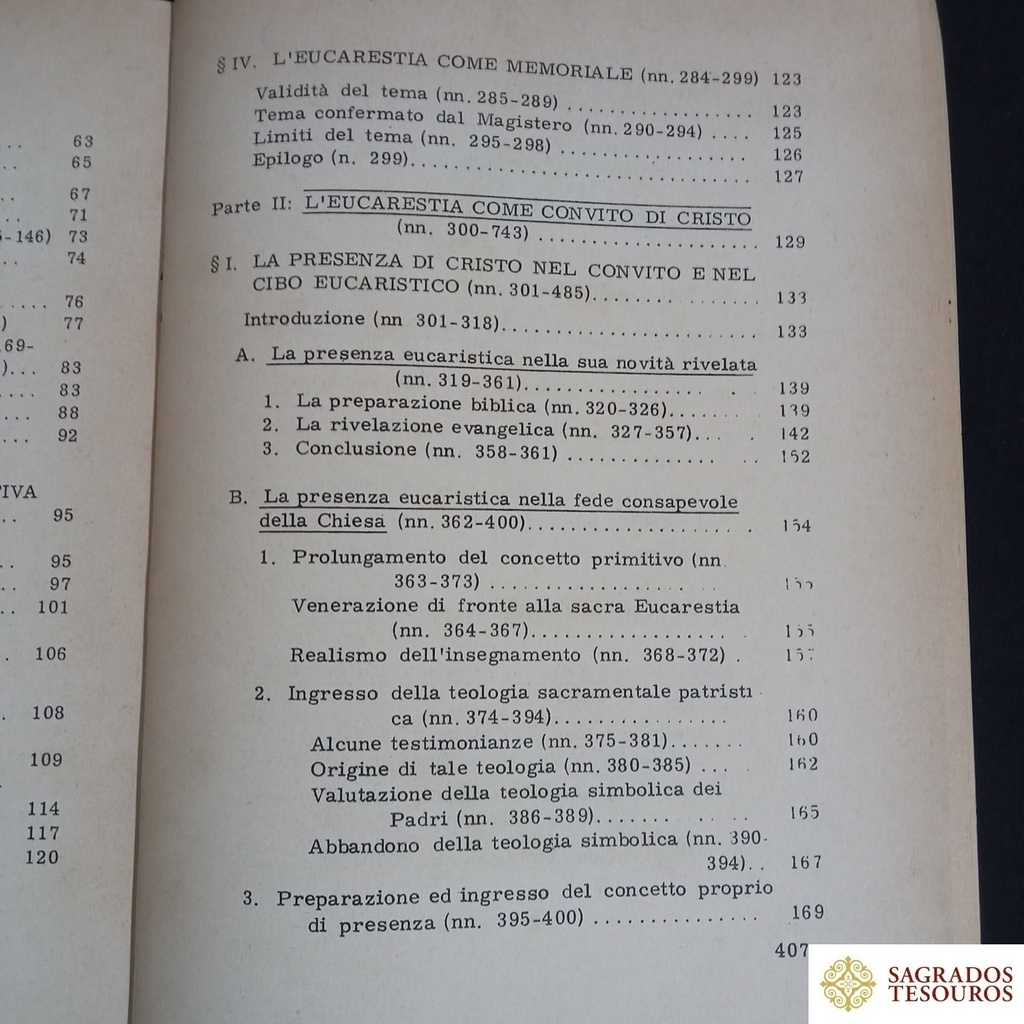 . . . 63
. . 65
. . 67
. . . 71
-146) 73
. . 74
. . . . . 76
) 77
69-
). . . 83
. . . . 83
. . . 88
. . . 92
IVA
. . 95
. . 95
. . 97
. . 101
. 106
. 108
109
114
117
120
§ IV. L'EUCARESTIA COME MEMORIALE (nn. 284-299) 123
Validità del tema (nn. 285-289) . . . . . . . . . . . . . . . . . 123
Tema confermato dal Magistero (nn. 290-294) . . . . 125
Limiti del tema (nn. 295-298) . . . . . . . . . . . . . . . . . 126
Epilogo (n. 299). . . . . . . . . . . . . . . . . . . . . . . . . . . . . . . 127
Parte II: L'EUCARESTIA COME CONVITO DI CRISTO
(nn. 300-743) . . . . . . . . . . . . . . . . . . . . 129
§ I. LA PRESENZA DI CRISTO NEL CONVITO E NEL
CIBO EUCARISTICO (nn. 301-485). . . . . . . . . . . . . . . 133
Introduzione (nn 301-318). . . . . . . . . . . . . . . . . . . . . . . 133
A. La presenza eucaristica nella sua novità rivelata
(nn. 319-361). . . . . . . . . . . . . . . . . . 139
1. La preparazione biblica (nn. 320-326). . . . . . . 139
2. La rivelazione evangelica (nn. 327-357). . . . 142
3. Conclusione (nn. 358-361) . . . . . . . . . . . . . . . 152
B. La presenza eucaristica nella fede consapevole
della Chiesa (nn. 362-400). . . . . . . . . . . . . . . . . . . . . 154
1. Prolungamento del concetto primitivo (nn.
363-373) . . . . . . . . . . . . . . . . . . 155
Venerazione di fronte alla sacra Eucarestia
(nn. 364-367). . . . . . . . . . . . . . . . . . . 155
Realismo dell'insegnamento (nn. 368-372) . 157
2. Ingresso della teologia sacramentale patristi-
ca (nn. 374-394). . . . . . . . . . . . . . . . 160
Alcune testimonianze (nn. 375-381). . . . . . . 160
Origine di tale teologia (nn. 380-385) . . . . 162
Valutazione della teologia simbolica dei
Padri (nn. 386-389). . . . . . . . . . . . . 165
Abbandono della teologia simbolica (nn. 390-
394). . 167
3. Preparazione ed ingresso del concetto proprio
di presenza (nn. 395-400) . . . . . . . . . . . . . . . 169
407
SAGRADOS
TESOUROS